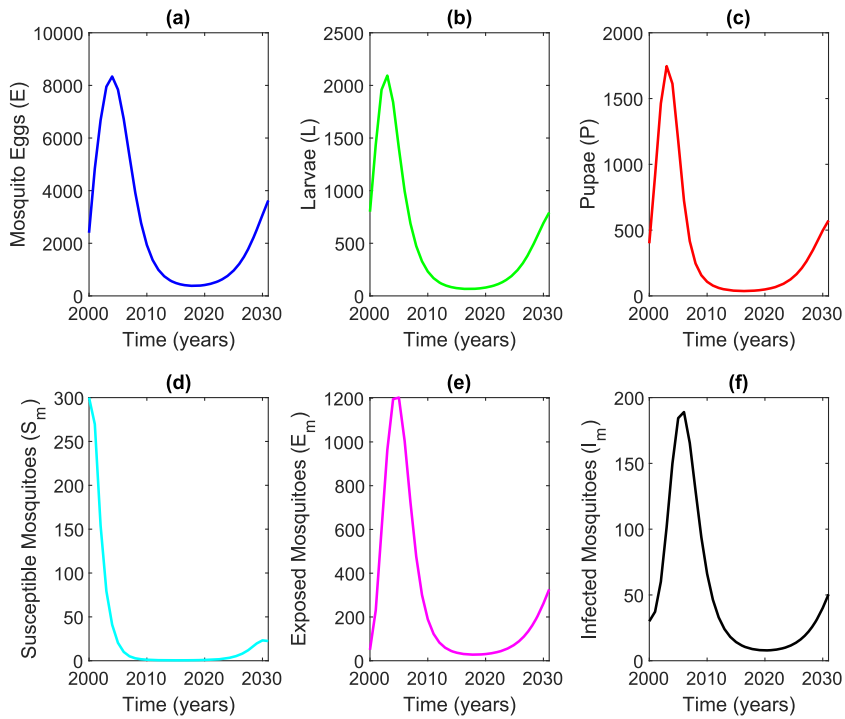 (a)
10000
8000
6000
4000
2000
0
Mosquito Eggs (E)
2000 2010 2020 2030
Time (years)
(b)
2500
2000
1500
1000
500
0
Larvae (L)
2000 2010 2020 2030
Time (years)
(c)
2000
1500
1000
500
0
Pupae (P)
2000 2010 2020 2030
Time (years)
(d)
300
250
200
150
100
50
0
Susceptible Mosquitoes (S_m)
2000 2010 2020 2030
Time (years)
(e)
1200
1000
800
600
400
200
0
Exposed Mosquitoes (E_m)
2000 2010 2020 2030
Time (years)
(f)
200
150
100
50
0
Infected Mosquitoes (I_m)
2000 2010 2020 2030
Time (years)